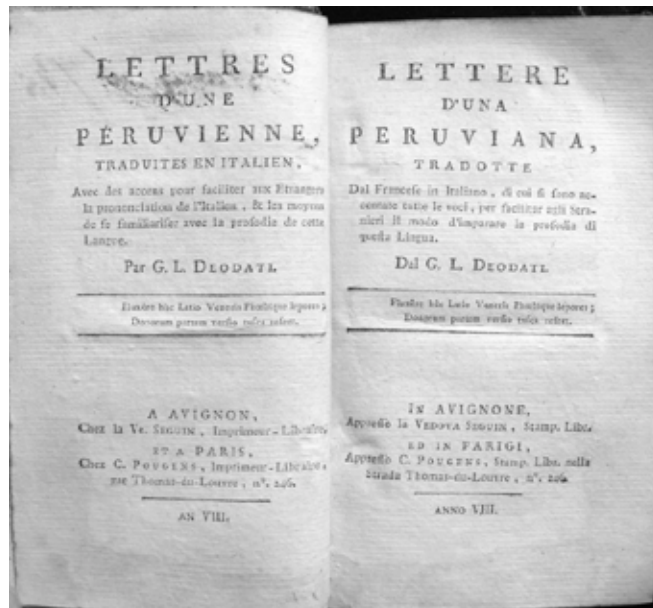 LETTRES
D'UNE
PÉRUVIENNE,
TRADUITES EN ITALIEN,
Avec des accens pour faciliter aux Etrangers
la prononciation de l'Italien, & les moyens
de se familiariser avec la prosodie de cette
Langue.
Par G. L. DEODATI.
A AVIGNON,
Chez la Ve. SEGUIN, Imprimeur-Libraire,
ET A PARIS,
Chez C. POUGENS, Imprimeur-Libraire,
rue Thomas-du-Louvre, n°. 246.
AN VIII.
LETTERE
D'UNA
PERUVIANA,
TRADOTTE
Dal Francese in Italiano, di cui si sono ac-
centate tutte le voci, per facilitar agli Stra-
nieri il modo d'imparare la prosodia di
questa Lingua.
Dal G. L. DEODATI.
IN AVIGNONE,
Appresso la VEDOVA SEGUIN, Stamp. Libr.
ED IN PARIGI,
Appresso C. POUGENS, Stamp. Libr. nella
strada Thomas-du-Louvre, n°. 246.
ANNO VIII.